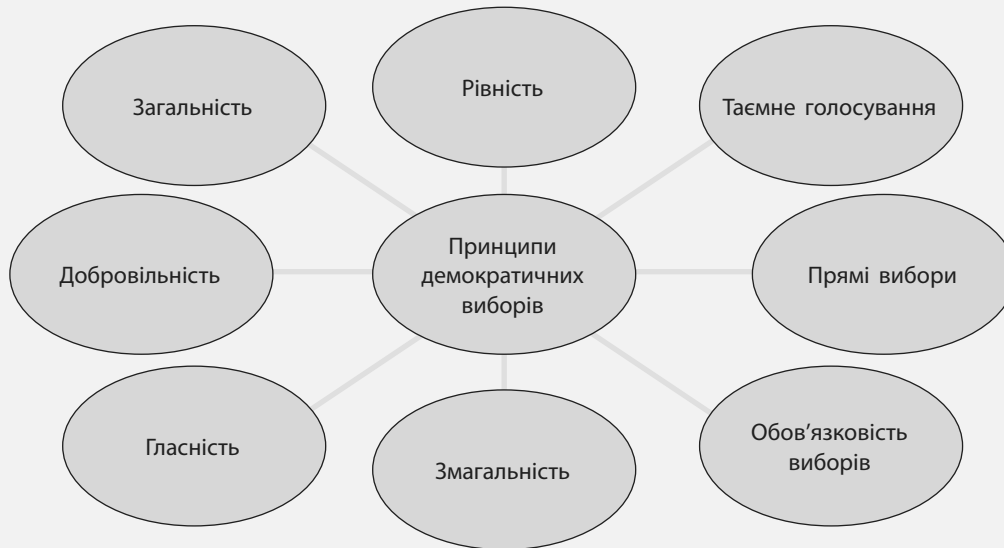 Загальність
Рівність
Таємне голосування
Добровільність
Принципи
демократичних
виборів
Прямі вибори
Гласність
Змагальність
Обов’язковість
виборів